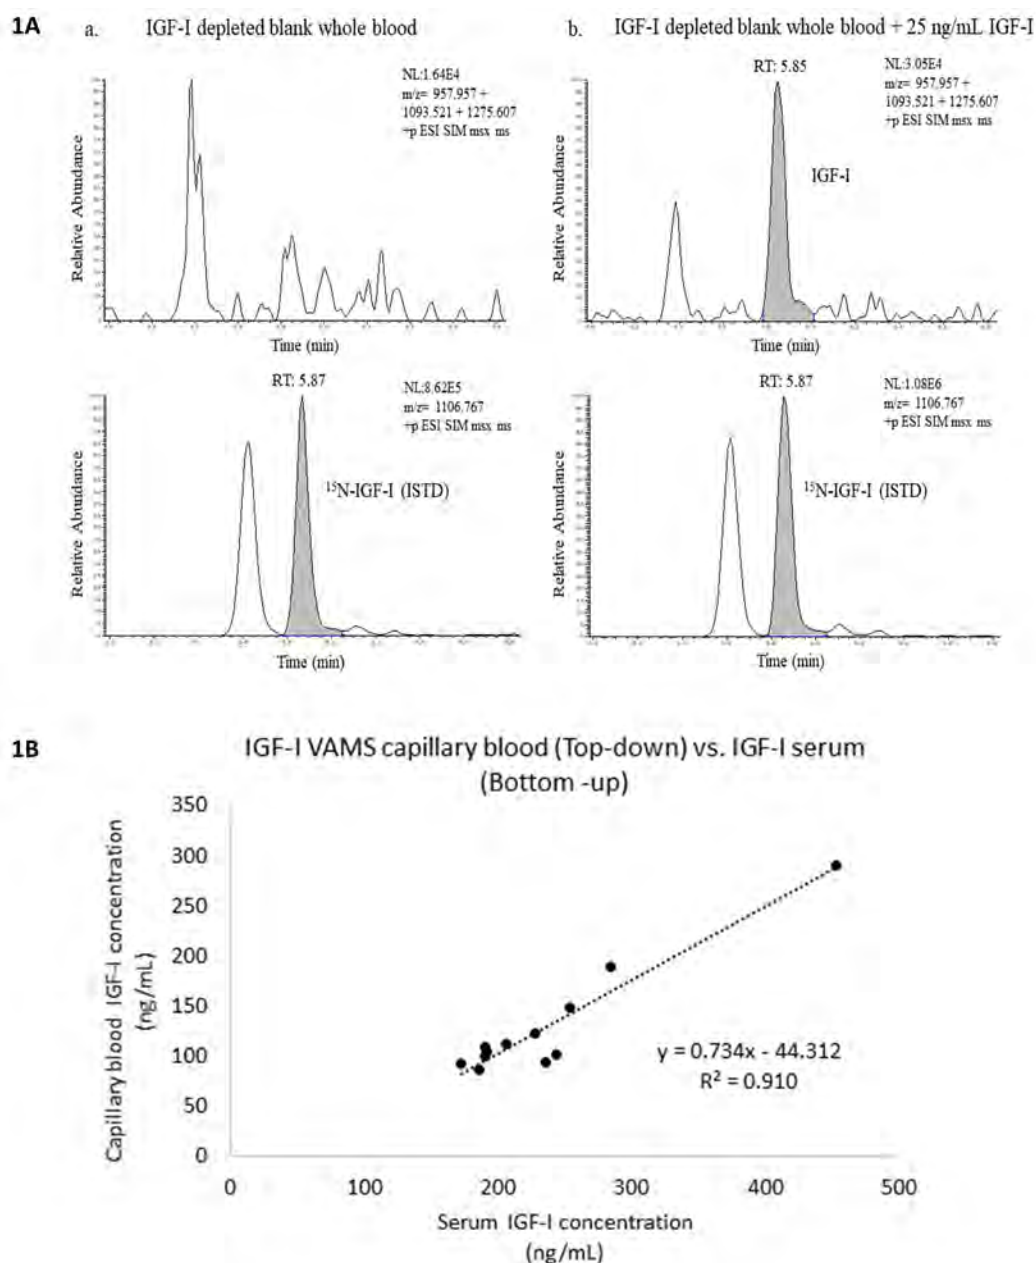 1A
a. IGF-I depleted blank whole blood
NL:1.64E4
m/z= 957.957 +
1093.521 + 1275.607
+p ESI SIM msx ms
Relative Abundance
Time (min)
RT: 5.87
NL:8.62E5
m/z= 1106.767
+p ESI SIM msx ms
¹⁵N-IGF-I (ISTD)
Relative Abundance
Time (min)
b. IGF-I depleted blank whole blood + 25 ng/mL IGF-I
RT: 5.85
NL:3.05E4
m/z= 957.957 +
1093.521 + 1275.607
+p ESI SIM msx ms
IGF-I
Relative Abundance
Time (min)
RT: 5.87
NL:1.08E6
m/z= 1106.767
+p ESI SIM msx ms
¹⁵N-IGF-I (ISTD)
Relative Abundance
Time (min)
1B
IGF-I VAMS capillary blood (Top-down) vs. IGF-I serum
(Bottom -up)
Capillary blood IGF-I concentration
(ng/mL)
350
300
250
200
150
100
50
0
y = 0.734x - 44.312
R² = 0.910
0 100 200 300 400 500
Serum IGF-I concentration
(ng/mL)